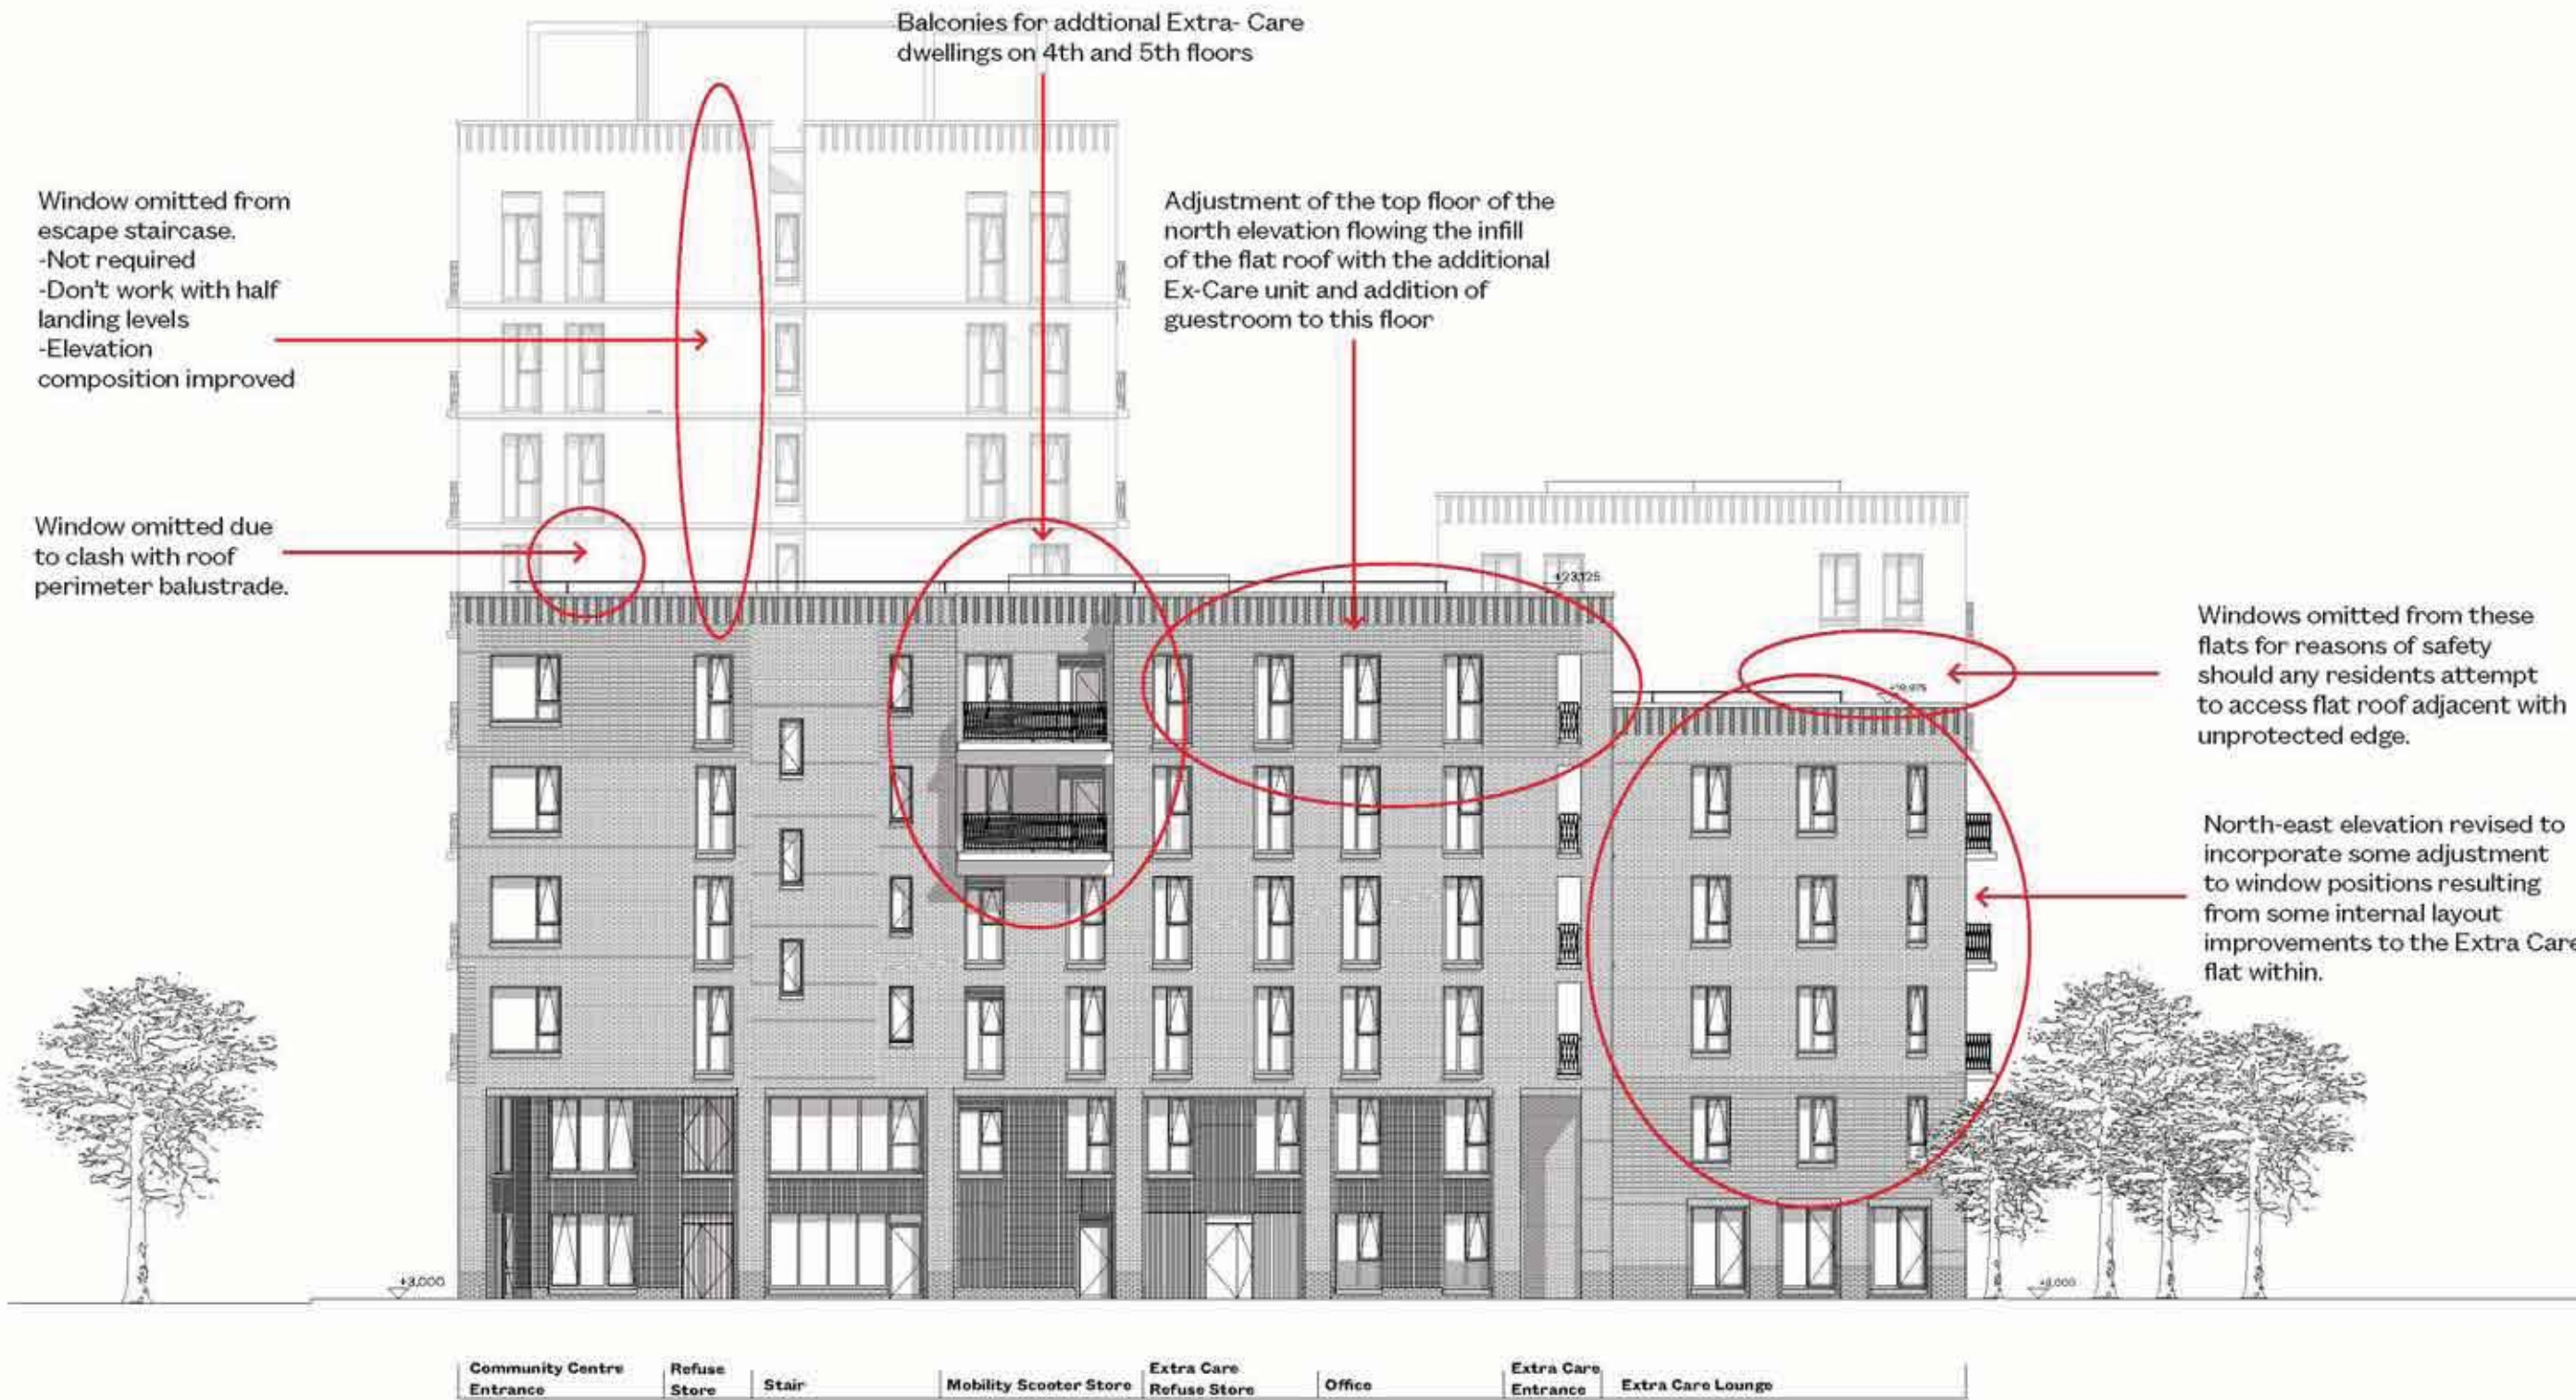 Balconies for addtional Extra- Care
dwellings on 4th and 5th floors
Window omitted from
escape staircase.
-Not required
-Don't work with half
landing levels
-Elevation
composition improved
Adjustment of the top floor of the
north elevation flowing the infill
of the flat roof with the additional
Ex-Care unit and addition of
guestroom to this floor
Window omitted due
to clash with roof
perimeter balustrade.
+23,125
Windows omitted from these
flats for reasons of safety
should any residents attempt
to access flat roof adjacent with
unprotected edge.
North-east elevation revised to
incorporate some adjustment
to window positions resulting
from some internal layout
improvements to the Extra Care
flat within.
+3,000
Community Centre
Entrance
Refuse
Store
Stair
Mobility Scooter Store
Extra Care
Refuse Store
Office
Extra Care
Entrance
Extra Care Lounge